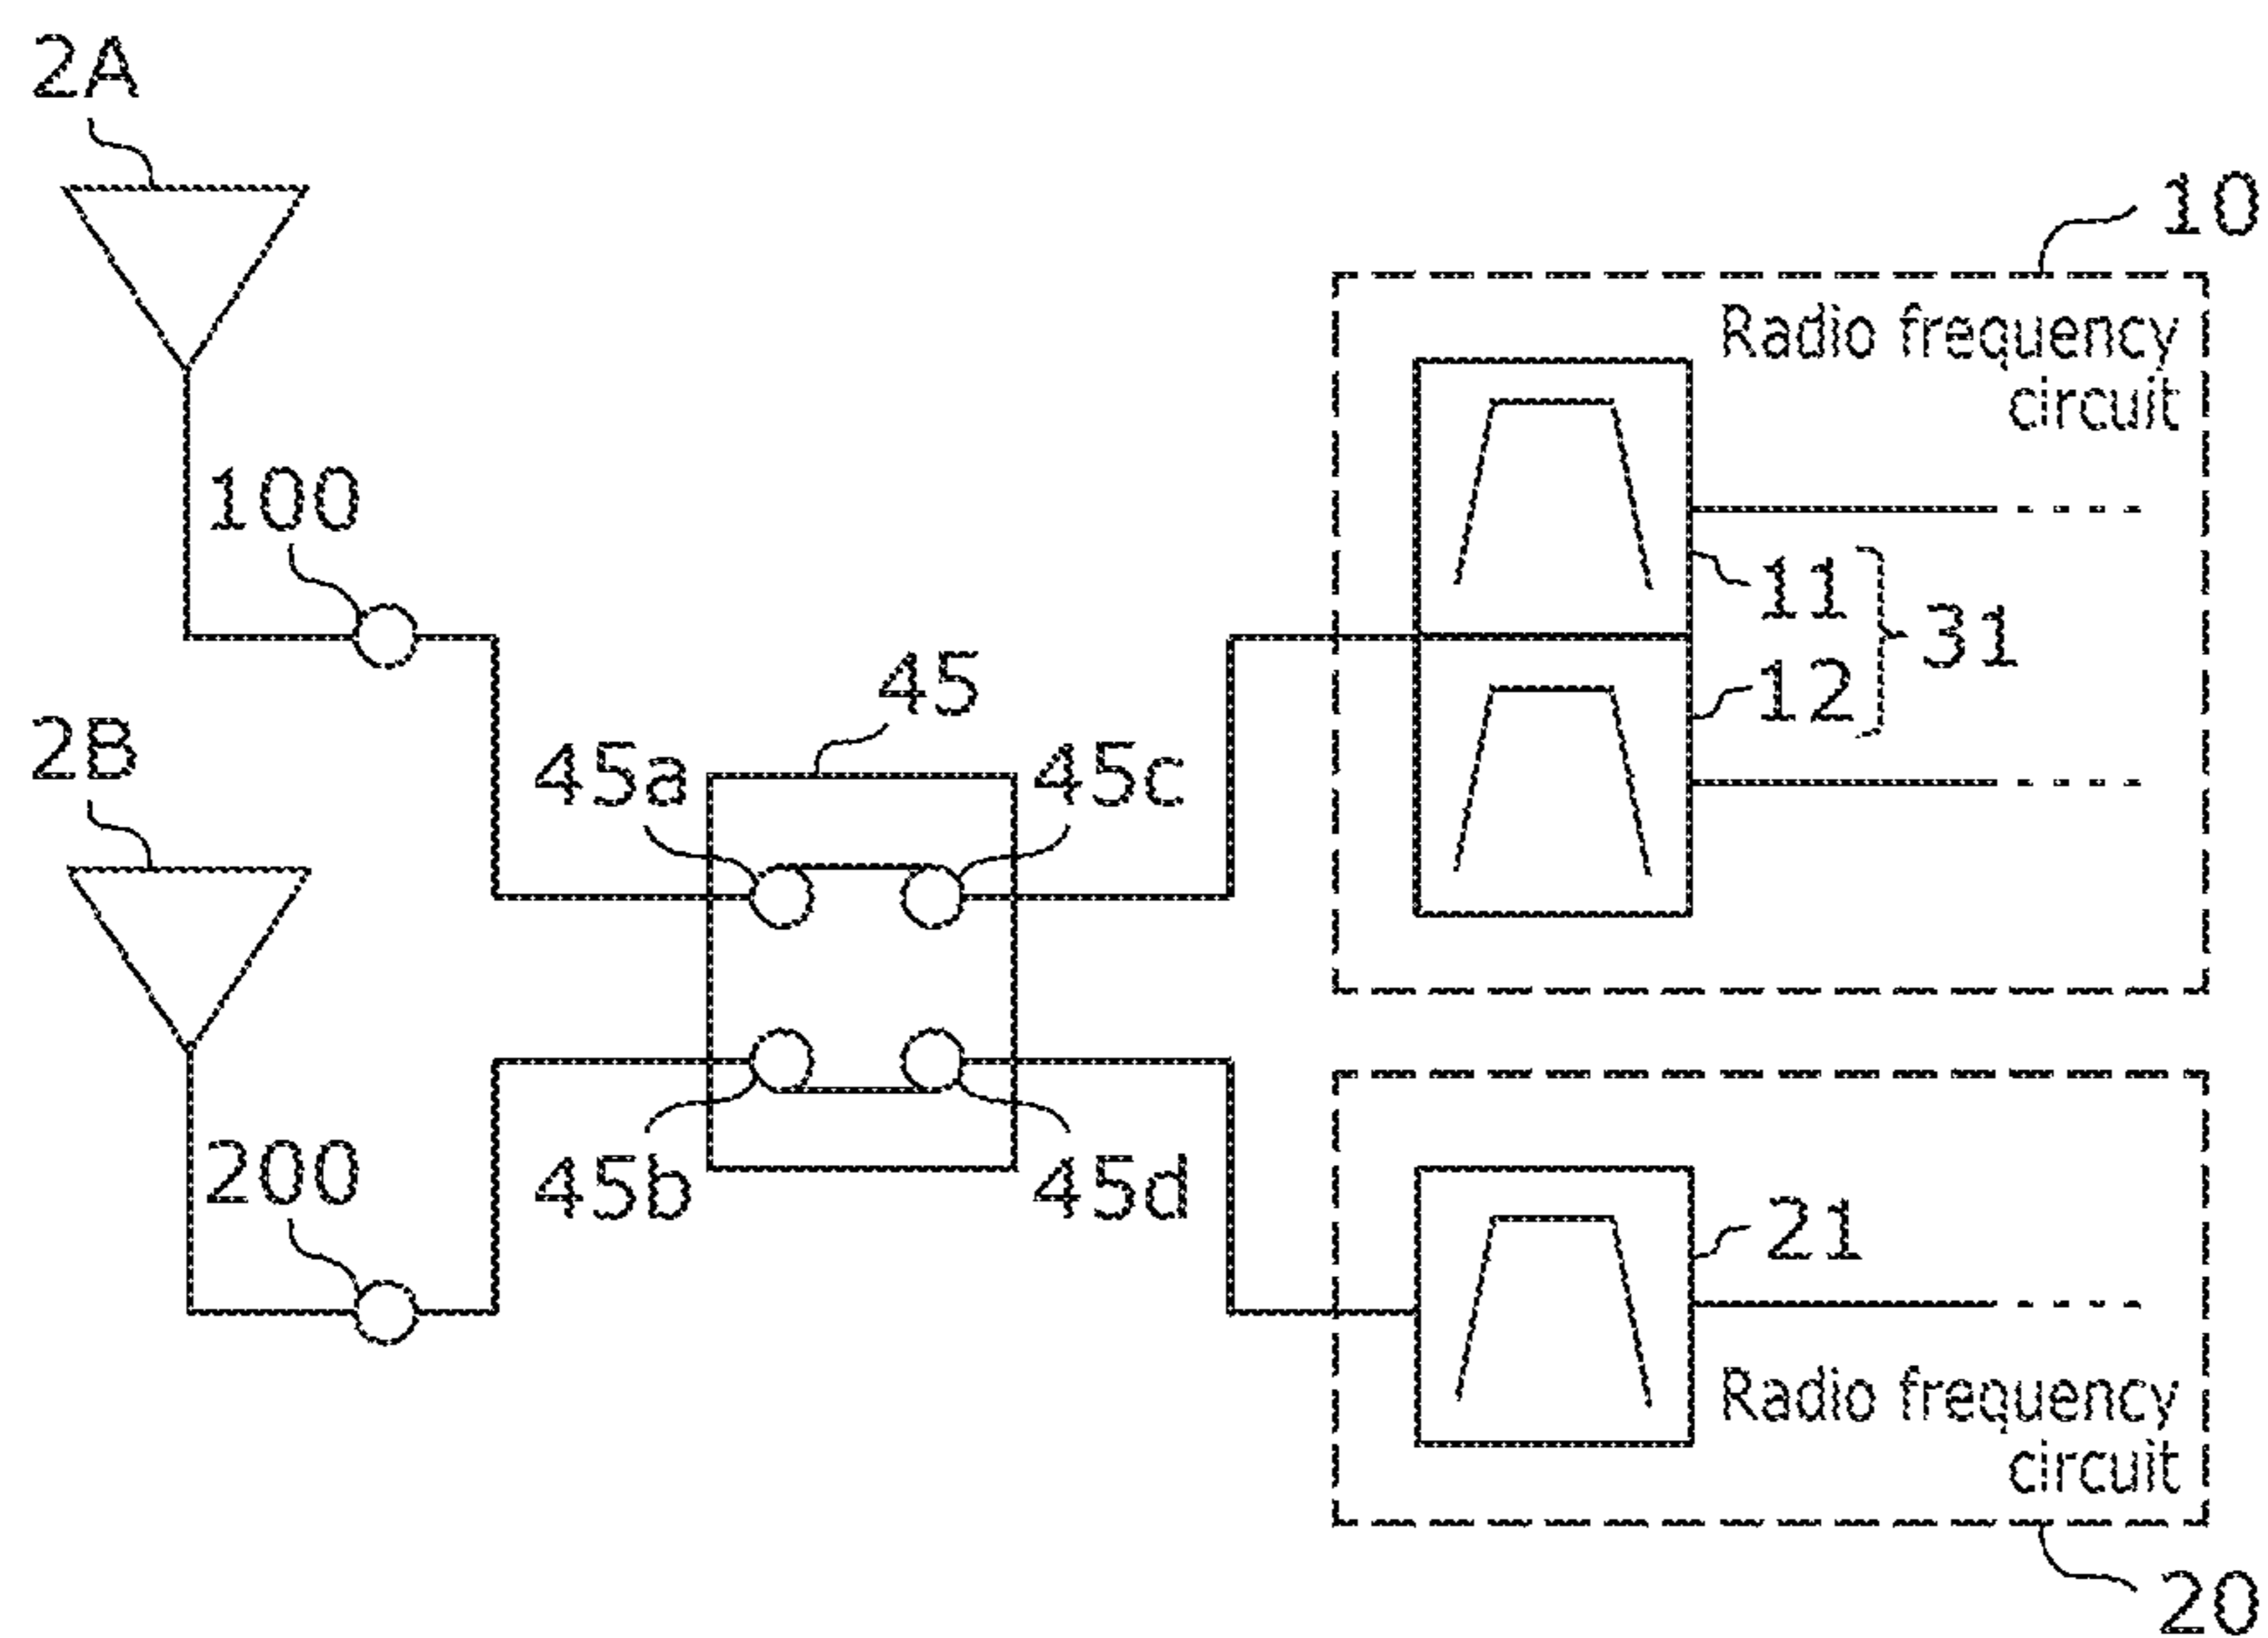 2A
10
Radio frequency
circuit
100
11
31
12
45
2B
45a
45c
200
45b
45d
21
Radio frequency
circuit
20